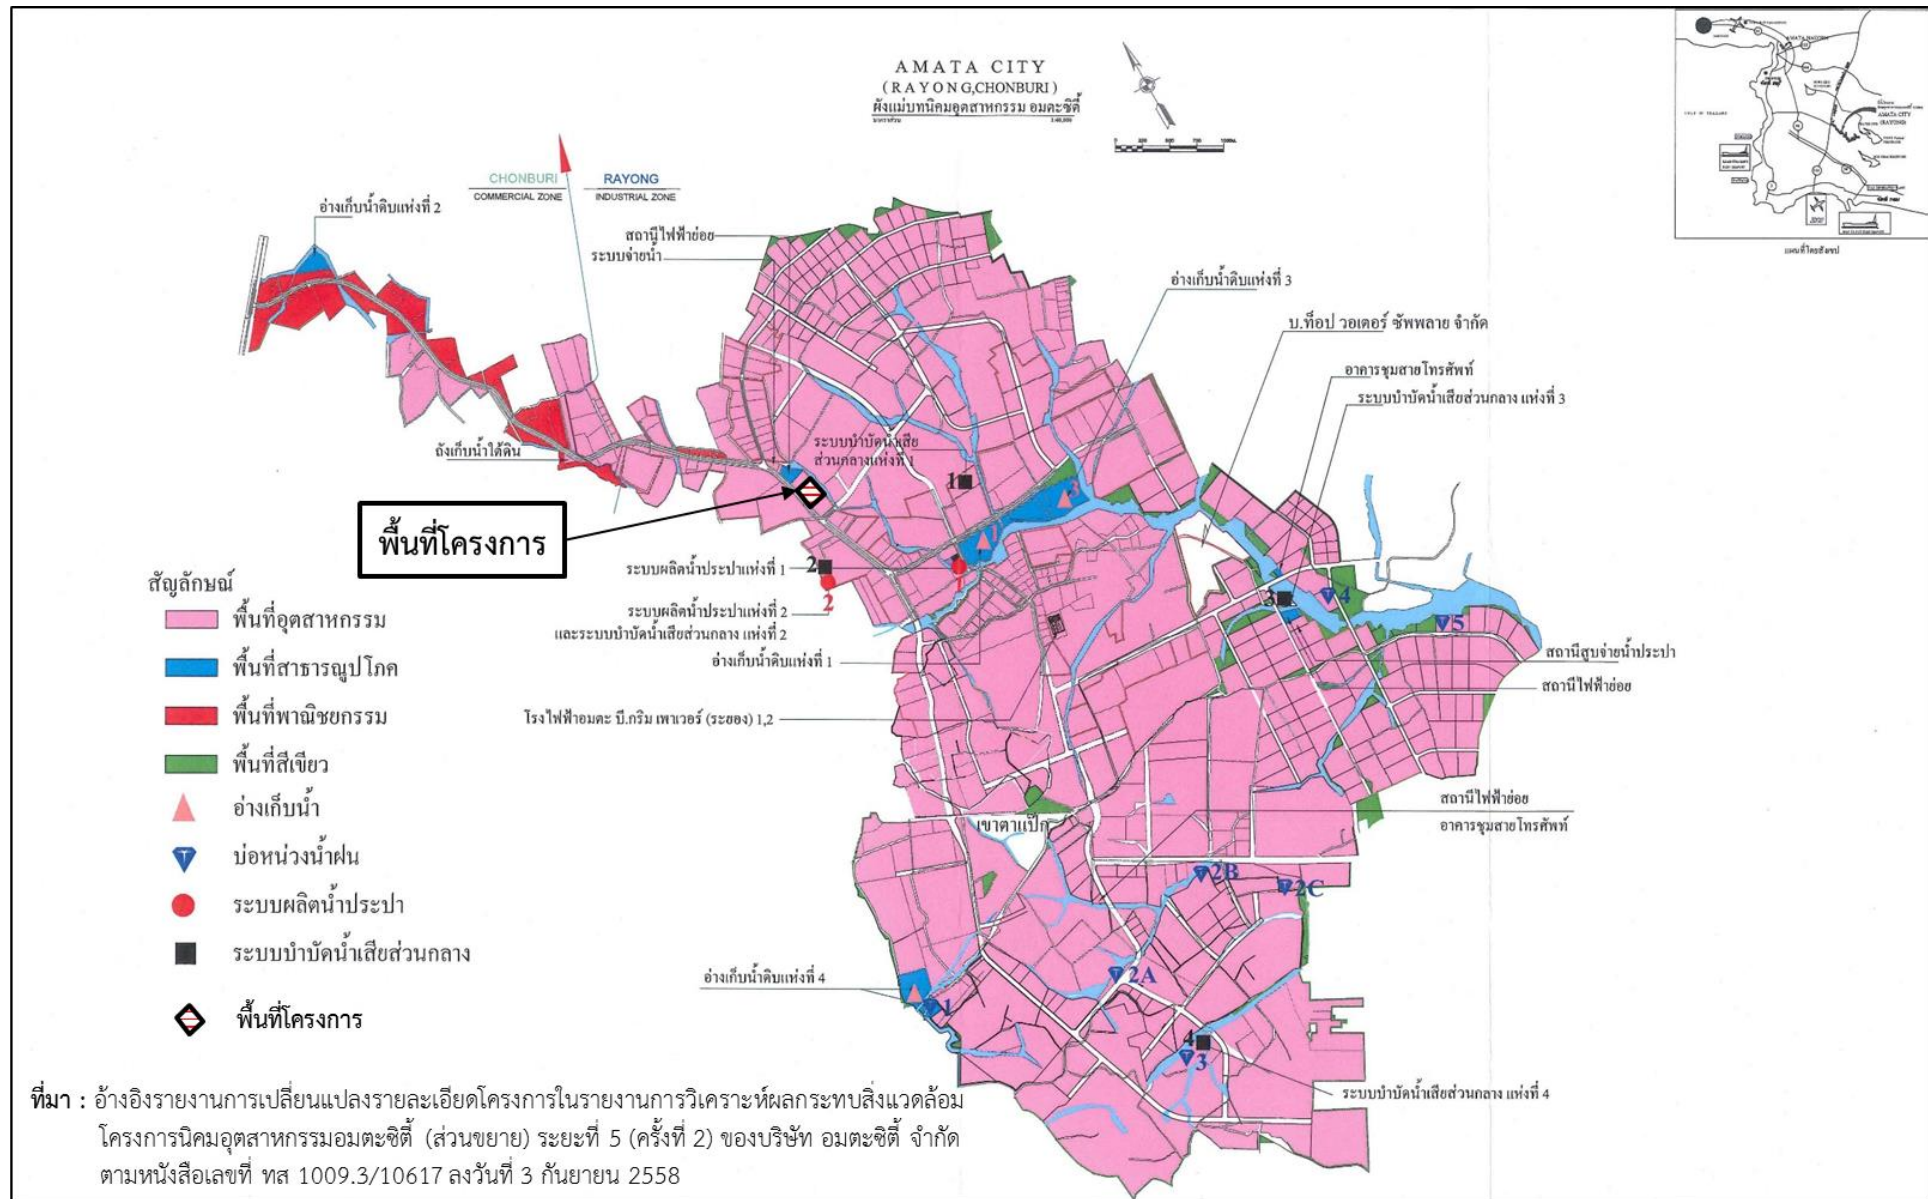 AMATA CITY
(RAYONG,CHONBURI)
ผังแม่บทนิคมอุตสาหกรรม อมตะซิตี้
CHONBURI
COMMERCIAL ZONE
RAYONG
INDUSTRIAL ZONE
อ่างเก็บน้ำดิบแห่งที่ 2
สถานีไฟฟ้าย่อย
ระบบจ่ายน้ำ
อ่างเก็บน้ำดิบแห่งที่ 3
บ.ท็อป วอเตอร์ ซัพพลาย จำกัด
อาคารชุมสายโทรศัพท์
ระบบบำบัดน้ำเสียส่วนกลาง แห่งที่ 3
ถังเก็บน้ำใต้ดิน
ระบบบำบัดน้ำเสีย
ส่วนกลางแห่งที่ 1
1
3
1
พื้นที่โครงการ
ระบบผลิตน้ำประปาแห่งที่ 1
2
2
1
ระบบผลิตน้ำประปาแห่งที่ 2
และระบบบำบัดน้ำเสียส่วนกลาง แห่งที่ 2
3
4
5
อ่างเก็บน้ำดิบแห่งที่ 1
สถานีสูบจ่ายน้ำประปา
สถานีไฟฟ้าย่อย
โรงไฟฟ้าอมตะ บี.กริม เพาเวอร์ (ระยอง) 1,2
สถานีไฟฟ้าย่อย
อาคารชุมสายโทรศัพท์
เขาตาแป๊ก
2B
2C
2A
อ่างเก็บน้ำดิบแห่งที่ 4
1
4
3
ระบบบำบัดน้ำเสียส่วนกลาง แห่งที่ 4
AMATA CITY
(RAYONG)
แผนที่โดยสังเขป
สัญลักษณ์
พื้นที่อุตสาหกรรม
พื้นที่สาธารณูปโภค
พื้นที่พาณิชยกรรม
พื้นที่สีเขียว
อ่างเก็บน้ำ
บ่อหน่วงน้ำฝน
ระบบผลิตน้ำประปา
ระบบบำบัดน้ำเสียส่วนกลาง
พื้นที่โครงการ
ที่มา : อ้างอิงรายงานการเปลี่ยนแปลงรายละเอียดโครงการในรายงานการวิเคราะห์ผลกระทบสิ่งแวดล้อม
โครงการนิคมอุตสาหกรรมอมตะซิตี้ (ส่วนขยาย) ระยะที่ 5 (ครั้งที่ 2) ของบริษัท อมตะซิตี้ จำกัด
ตามหนังสือเลขที่ ทส 1009.3/10617 ลงวันที่ 3 กันยายน 2558